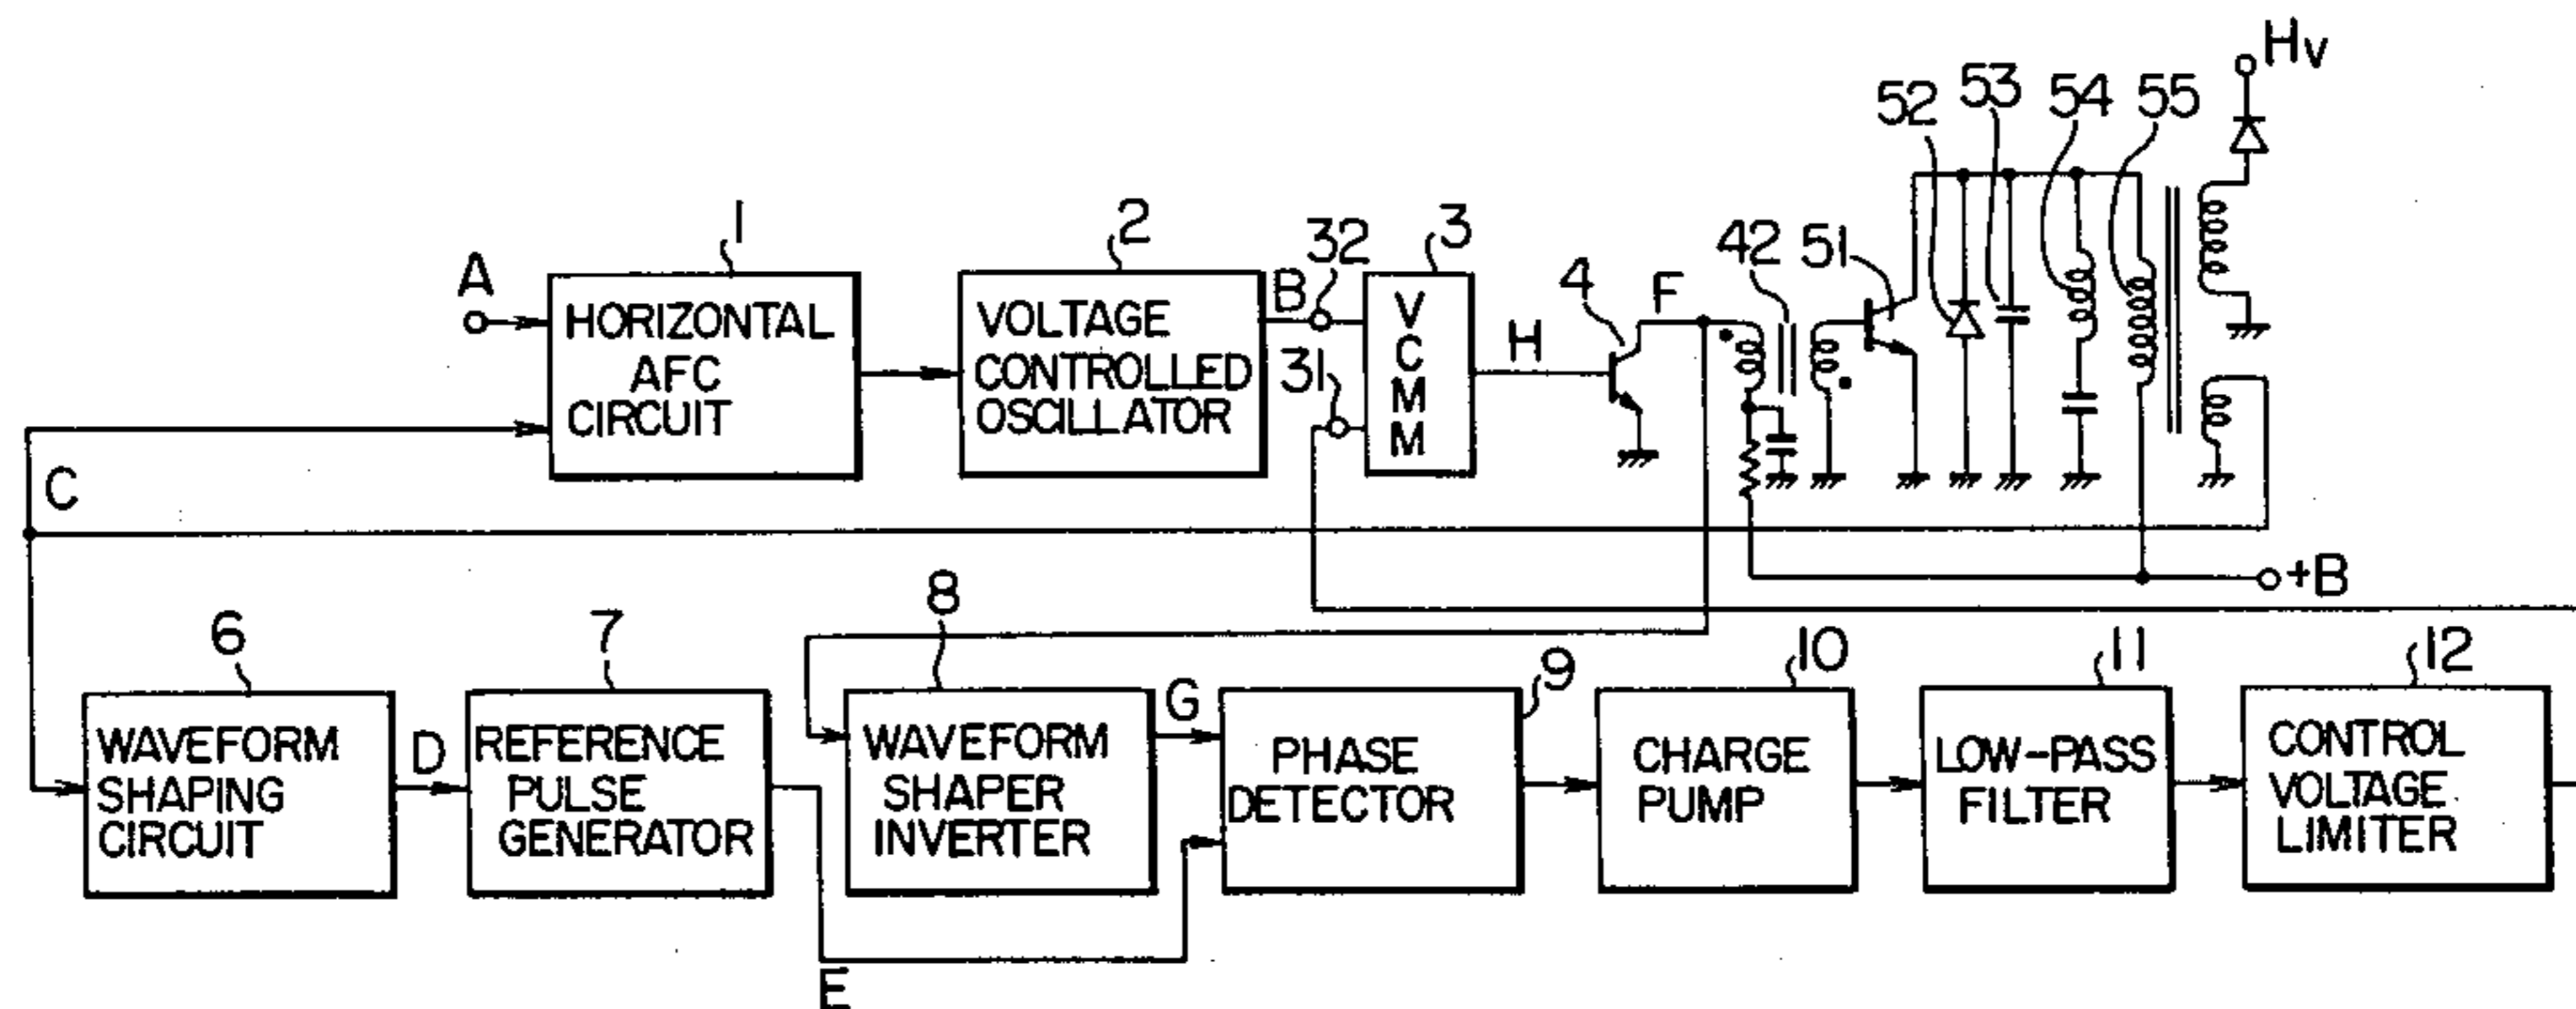 Hv
52 53 54 55
1 2 32 3 42 51
A
HORIZONTAL
AFC
CIRCUIT
VOLTAGE
CONTROLLED
OSCILLATOR
B
31
V
C
M
M
H
4
F
C
+B
6 7 8 9 10 11 12
WAVEFORM
SHAPING
CIRCUIT
D
REFERENCE
PULSE
GENERATOR
E
WAVEFORM
SHAPER
INVERTER
G
PHASE
DETECTOR
CHARGE
PUMP
LOW-PASS
FILTER
CONTROL
VOLTAGE
LIMITER